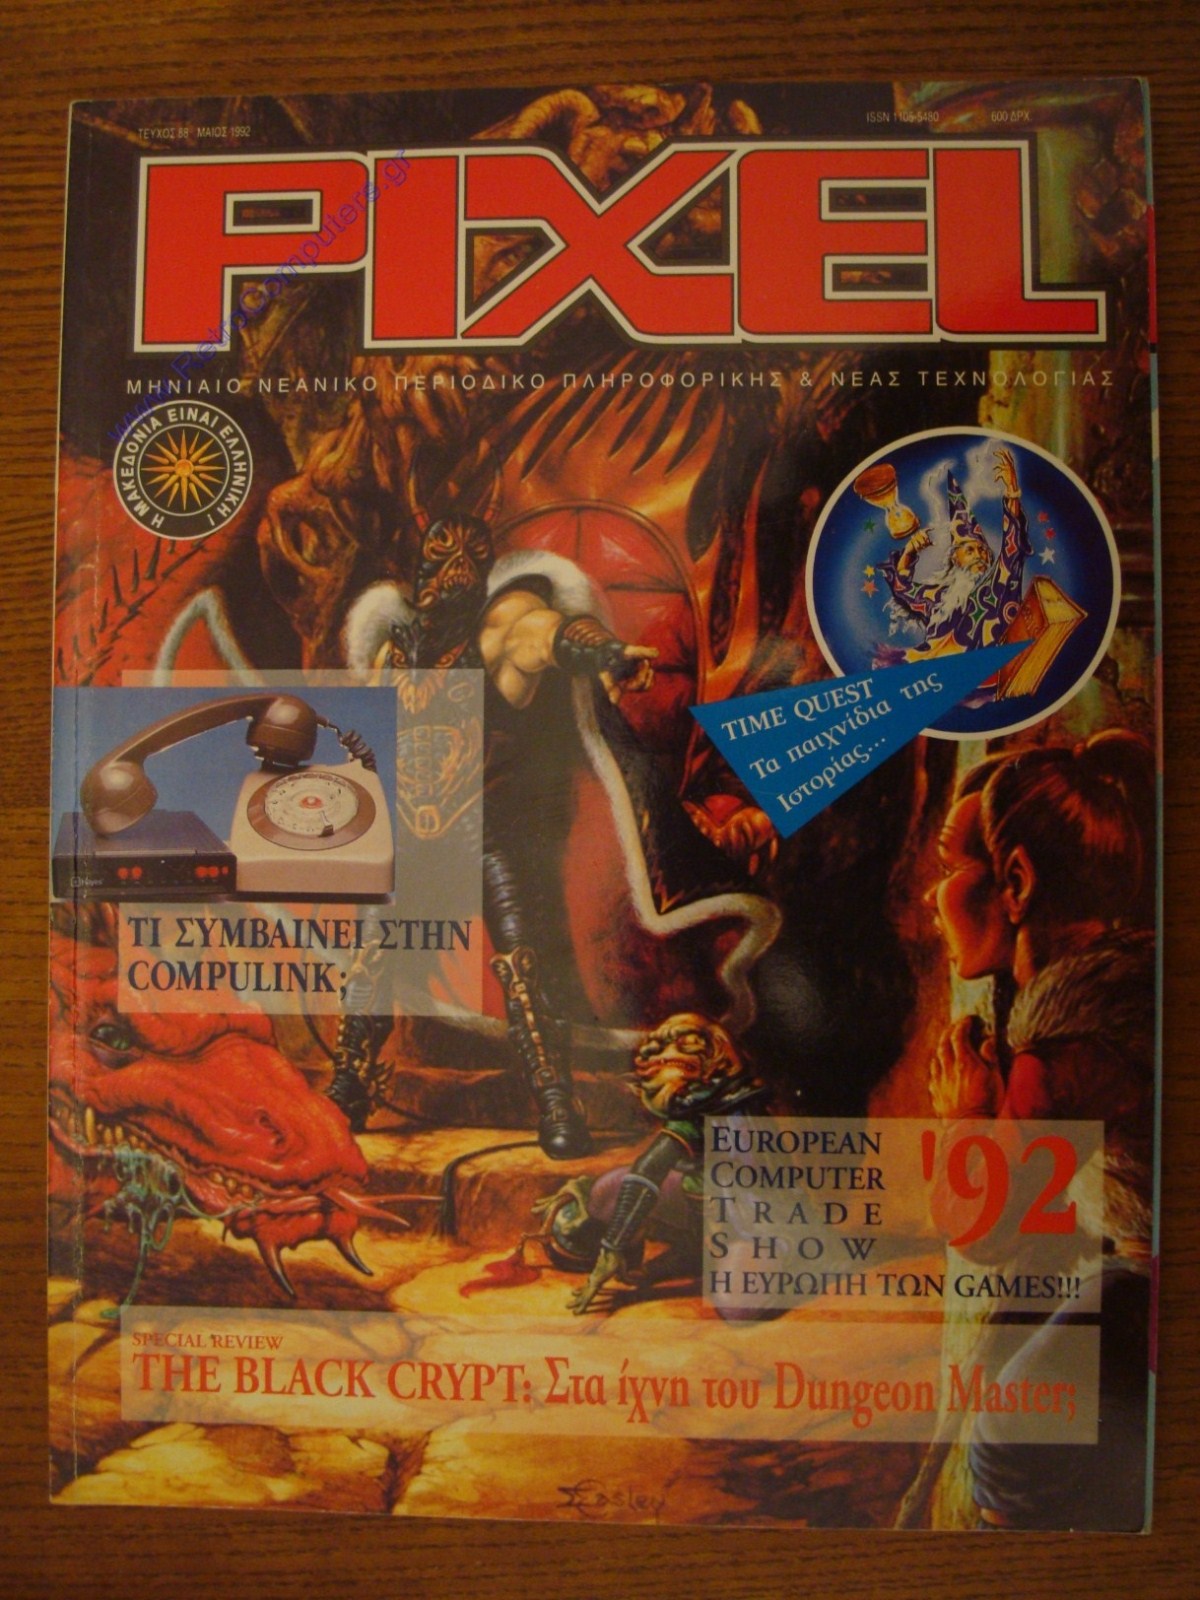 ΤΕΥΧΟΣ 88 ΜΑΙΟΣ 1992
ISSN 1105-5480 600 ΔΡΧ.
PIXEL
www.RetroComputers.gr
ΜΗΝΙΑΙΟ ΝΕΑΝΙΚΟ ΠΕΡΙΟΔΙΚΟ ΠΛΗΡΟΦΟΡΙΚΗΣ & ΝΕΑΣ ΤΕΧΝΟΛΟΓΙΑΣ
Η ΜΑΚΕΔΟΝΙΑ ΕΙΝΑΙ ΕΛΛΗΝΙΚΗ!
TIME QUEST
Τα παιχνίδια της
Ιστορίας...
ΤΙ ΣΥΜΒΑΙΝΕΙ ΣΤΗΝ
COMPULINK;
EUROPEAN
COMPUTER
TRADE
SHOW
'92
Η ΕΥΡΩΠΗ ΤΩΝ GAMES!!!
SPECIAL REVIEW
THE BLACK CRYPT: Στα ίχνη του Dungeon Master;
Easley